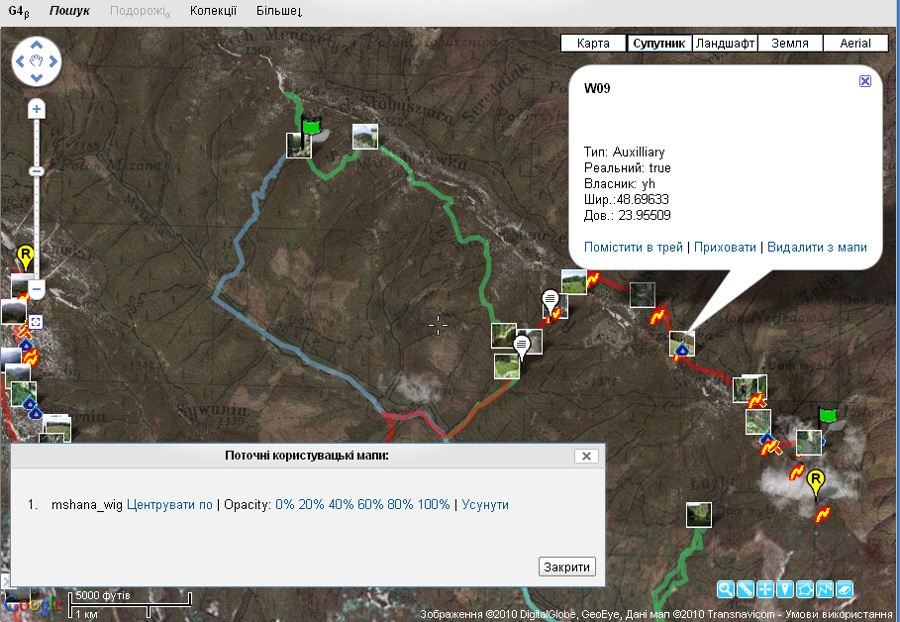 G4β Пошук Подорожіα Колекції Більше↓
Карта Супутник Ландшафт Земля Aerial
W09
Тип: Auxilliary
Реальний: true
Власник: yh
Шир.:48.69633
Дов.: 23.95509
Помістити в трей | Приховати | Видалити з мапи
R
1440
R
Поточні користувацькі мапи:
1. mshana_wig Центрувати по | Opacity: 0% 20% 40% 60% 80% 100% | Усунути
Закрити
Google
5000 футів
1 км
Зображення ©2010 DigitalGlobe, GeoEye, Дані мап ©2010 Transnavicom - Умови використання